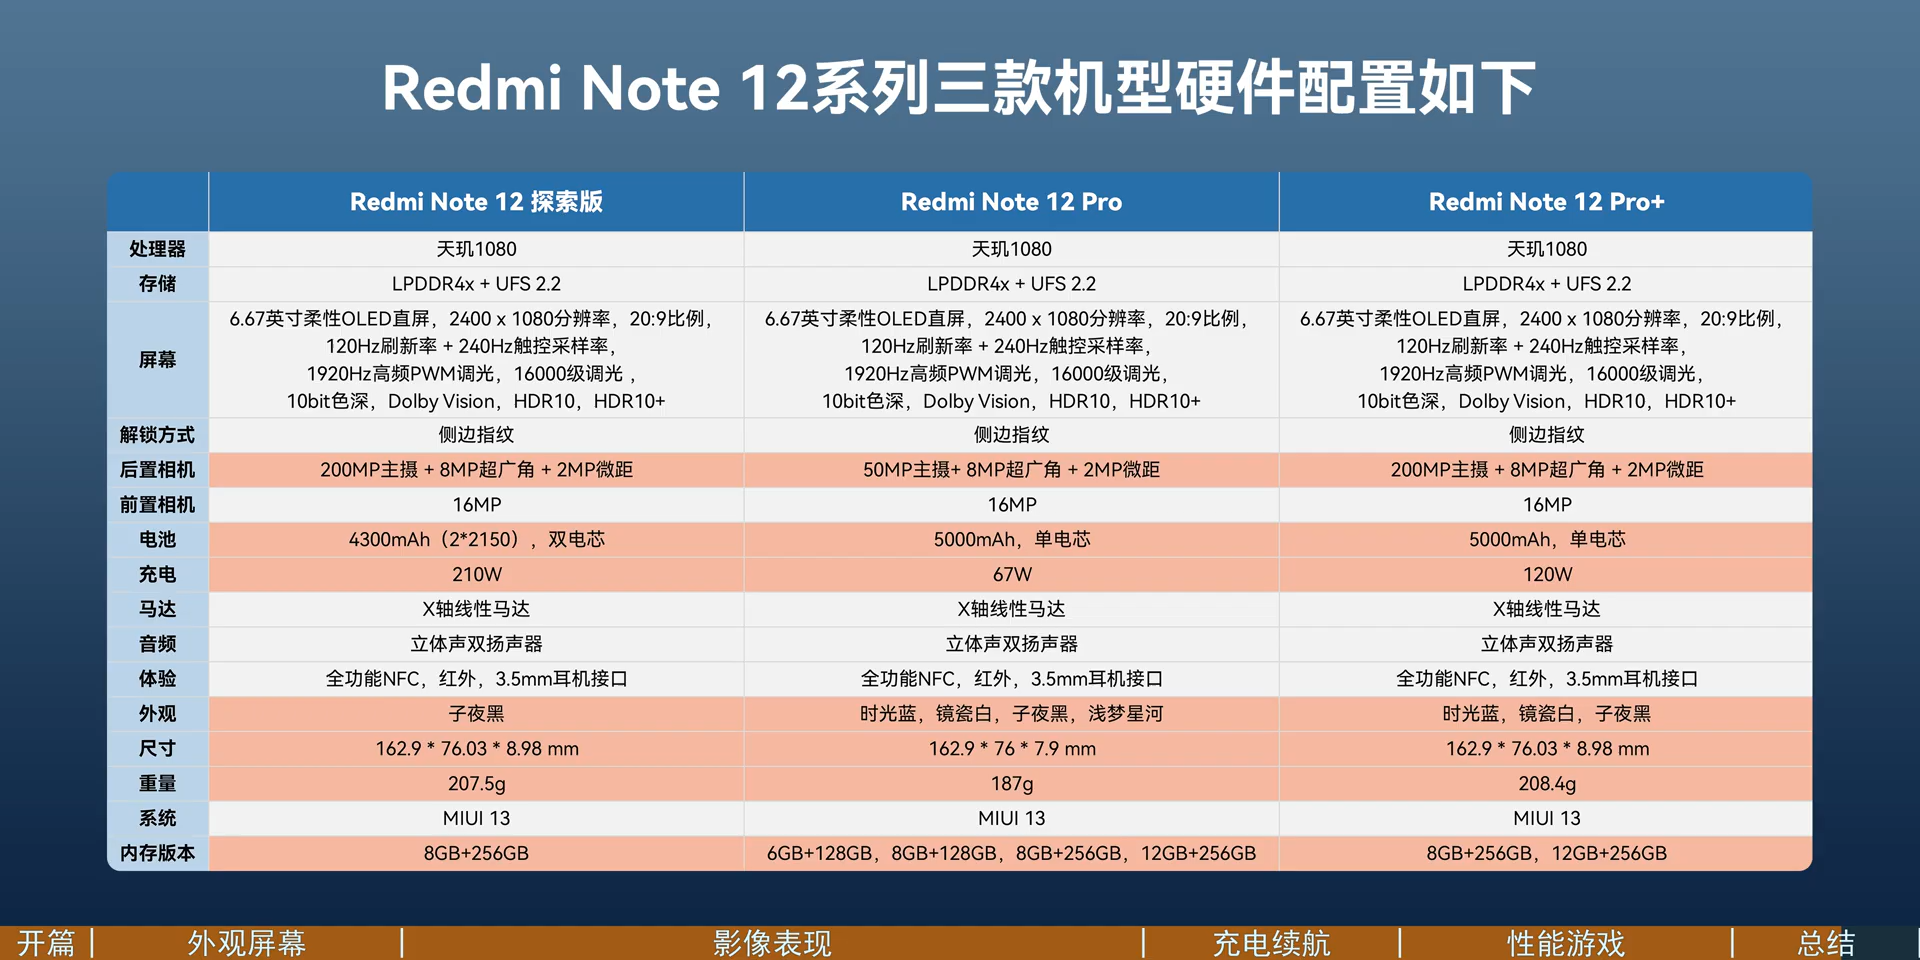 Redmi Note 12系列三款机型硬件配置如下
Redmi Note 12 探索版 Redmi Note 12 Pro Redmi Note 12 Pro+
处理器 天玑1080 天玑1080 天玑1080
存储 LPDDR4x + UFS 2.2 LPDDR4x + UFS 2.2 LPDDR4x + UFS 2.2
屏幕
6.67英寸柔性OLED直屏，2400 x 1080分辨率，20:9比例，
120Hz刷新率 + 240Hz触控采样率，
1920Hz高频PWM调光，16000级调光，
10bit色深，Dolby Vision，HDR10，HDR10+
6.67英寸柔性OLED直屏，2400 x 1080分辨率，20:9比例，
120Hz刷新率 + 240Hz触控采样率，
1920Hz高频PWM调光，16000级调光，
10bit色深，Dolby Vision，HDR10，HDR10+
6.67英寸柔性OLED直屏，2400 x 1080分辨率，20:9比例，
120Hz刷新率 + 240Hz触控采样率，
1920Hz高频PWM调光，16000级调光，
10bit色深，Dolby Vision，HDR10，HDR10+
解锁方式 侧边指纹 侧边指纹 侧边指纹
后置相机 200MP主摄 + 8MP超广角 + 2MP微距 50MP主摄+ 8MP超广角 + 2MP微距 200MP主摄 + 8MP超广角 + 2MP微距
前置相机 16MP 16MP 16MP
电池 4300mAh（2*2150），双电芯 5000mAh，单电芯 5000mAh，单电芯
充电 210W 67W 120W
马达 X轴线性马达 X轴线性马达 X轴线性马达
音频 立体声双扬声器 立体声双扬声器 立体声双扬声器
体验 全功能NFC，红外，3.5mm耳机接口 全功能NFC，红外，3.5mm耳机接口 全功能NFC，红外，3.5mm耳机接口
外观 子夜黑 时光蓝，镜瓷白，子夜黑，浅梦星河 时光蓝，镜瓷白，子夜黑
尺寸 162.9 * 76.03 * 8.98 mm 162.9 * 76 * 7.9 mm 162.9 * 76.03 * 8.98 mm
重量 207.5g 187g 208.4g
系统 MIUI 13 MIUI 13 MIUI 13
内存版本 8GB+256GB 6GB+128GB，8GB+128GB，8GB+256GB，12GB+256GB 8GB+256GB，12GB+256GB
开篇 | 外观屏幕 | 影像表现 | 充电续航 | 性能游戏 | 总结